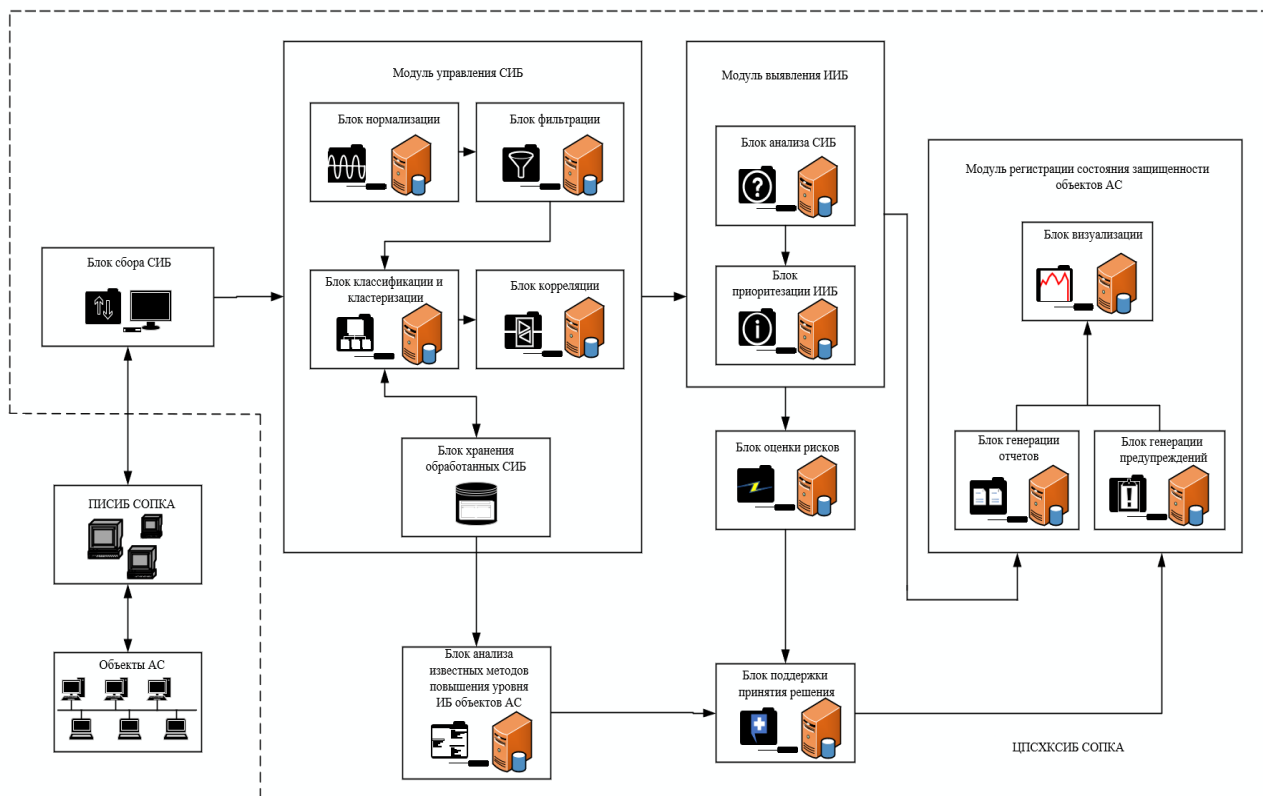 Модуль управления СИБ
Модуль выявления ИИБ
Блок нормализации
Блок фильтрации
Блок анализа СИБ
Модуль регистрации состояния защищенности
объектов АС
Блок визуализации
Блок сбора СИБ
Блок классификации и
кластеризации
Блок корреляции
Блок
приоритезации ИИБ
Блок хранения
обработанных СИБ
Блок оценки рисков
Блок генерации
отчетов
Блок генерации
предупреждений
ПИСИБ СОПКА
Объекты АС
Блок анализа
известных методов
повышения уровня
ИБ объектов АС
Блок поддержки
принятия решения
ЦПСХКСИБ СОПКА